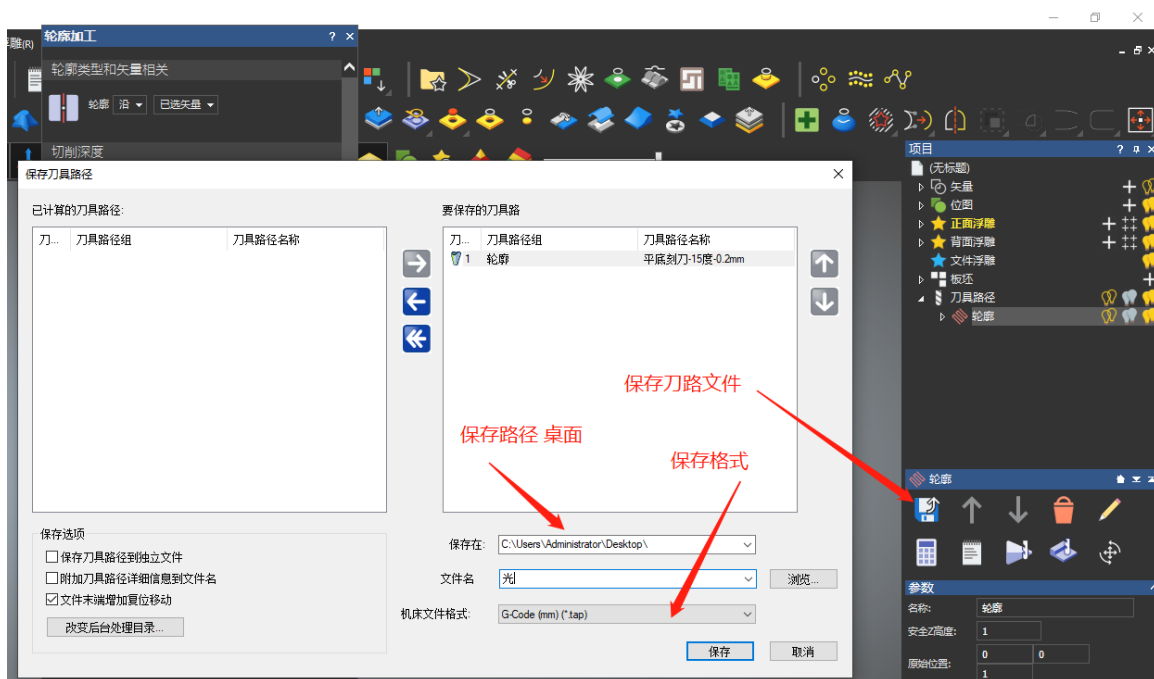 轮廓加工 ? ×
浮雕(R)
轮廓类型和矢量相关
轮廓 沿 已选矢量
切削深度
项目 ? ×
(无标题)
矢量
位图
正面浮雕
背面浮雕
文件浮雕
板坯
刀具路径
轮廓
保存刀具路径
已计算的刀具路径:
刀... 刀具路径组 刀具路径名称
要保存的刀具路
刀... 刀具路径组 刀具路径名称
1 轮廓 平底刻刀-15度-0.2mm
保存刀路文件
保存路径 桌面
保存格式
保存选项
保存刀具路径到独立文件
附加刀具路径详细信息到文件名
文件末端增加复位移动
改变后台处理目录...
保存在: C:\Users\Administrator\Desktop\
文件名 光 浏览...
机床文件格式: G-Code (mm) (*.tap)
保存 取消
轮廓
参数
名称: 轮廓
安全Z高度: 1
原始位置: 0 0
1